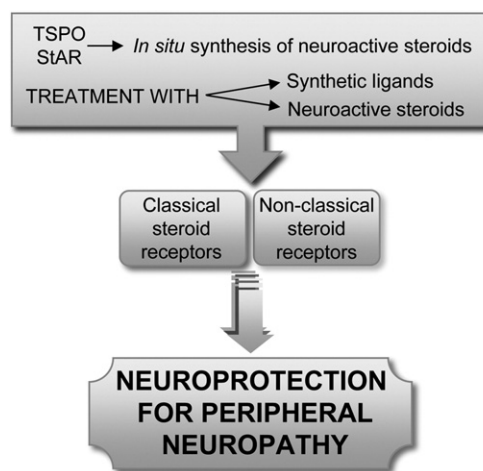 TSPO
StAR
In situ synthesis of neuroactive steroids
TREATMENT WITH
Synthetic ligands
Neuroactive steroids
Classical
steroid
receptors
Non-classical
steroid
receptors
NEUROPROTECTION
FOR PERIPHERAL
NEUROPATHY